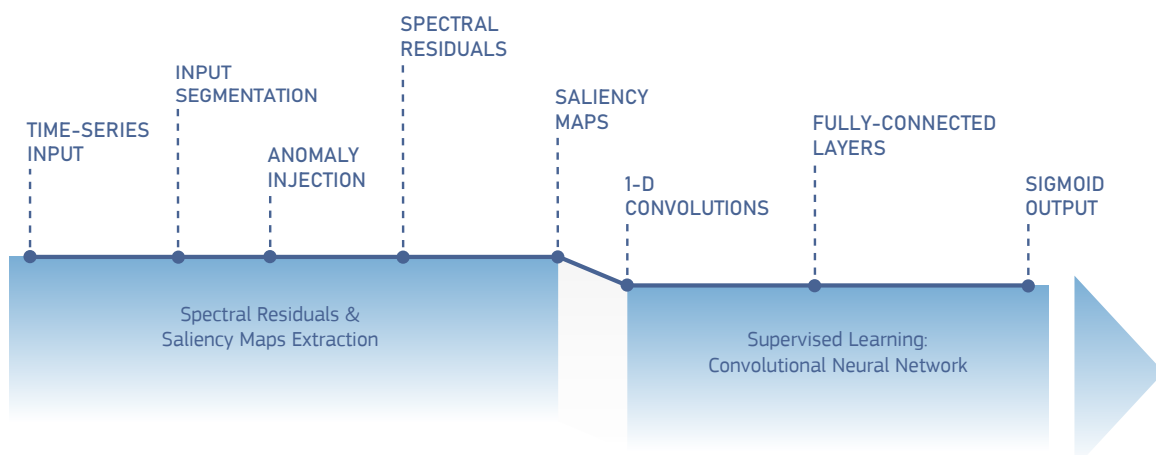 TIME-SERIES
INPUT
INPUT
SEGMENTATION
ANOMALY
INJECTION
SPECTRAL
RESIDUALS
SALIENCY
MAPS
1-D
CONVOLUTIONS
FULLY-CONNECTED
LAYERS
SIGMOID
OUTPUT
Spectral Residuals &
Saliency Maps Extraction
Supervised Learning:
Convolutional Neural Network